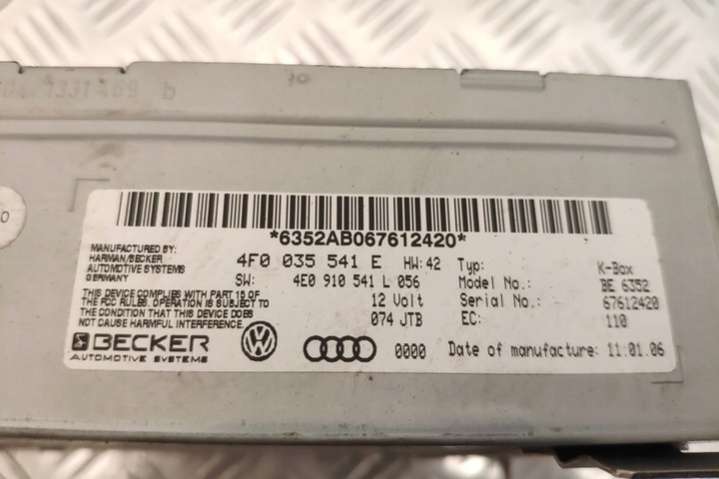 1331469 b
*6352AB067612420*
MANUFACTURED BY:
HARMAN/BECKER
AUTOMOTIVE SYSTEMS
GERMANY
THIS DEVICE COMPLIES WITH PART 15 OF
THE FCC RULES. OPERATION IS SUBJECT TO
THE CONDITION THAT THIS DEVICE DOES
NOT CAUSE HARMFUL INTERFERENCE.
BECKER
AUTOMOTIVE SYSTEMS
4F0 035 541 E HW: 42
SW: 4E0 910 541 L 056
12 Volt
074 JTB
0000
Typ: K-Box
Model No.: BE 6352
Serial No.: 67612420
EC: 110
Date of manufacture: 11.01.06